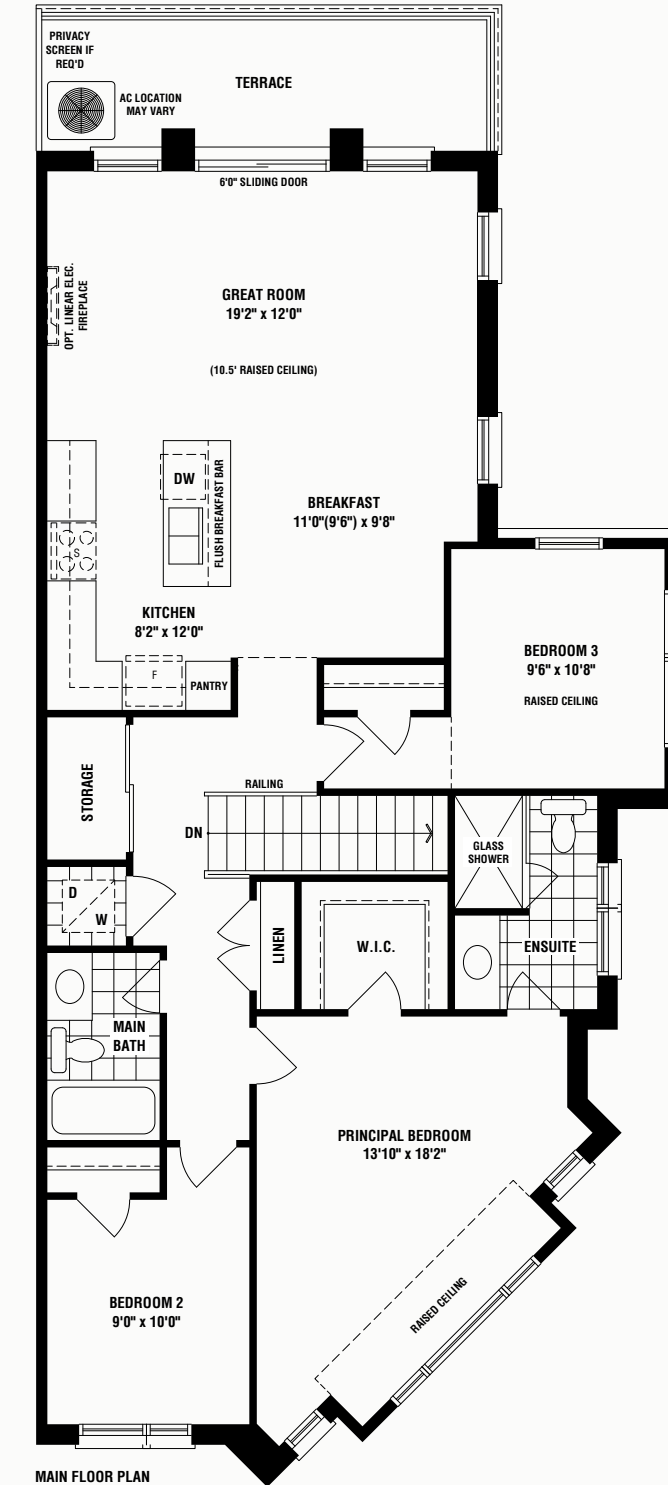 PRIVACY
SCREEN IF
REQ'D
TERRACE
AC LOCATION
MAY VARY
6'0" SLIDING DOOR
OPT. LINEAR ELEC.
FIREPLACE
GREAT ROOM
19'2" x 12'0"
(10.5' RAISED CEILING)
DW
FLUSH BREAKFAST BAR
BREAKFAST
11'0"(9'6") x 9'8"
S
KITCHEN
8'2" x 12'0"
F
PANTRY
BEDROOM 3
9'6" x 10'8"
RAISED CEILING
STORAGE
RAILING
DN
GLASS
SHOWER
D
W
LINEN
W.I.C.
ENSUITE
MAIN
BATH
PRINCIPAL BEDROOM
13'10" x 18'2"
RAISED CEILING
BEDROOM 2
9'0" x 10'0"
MAIN FLOOR PLAN